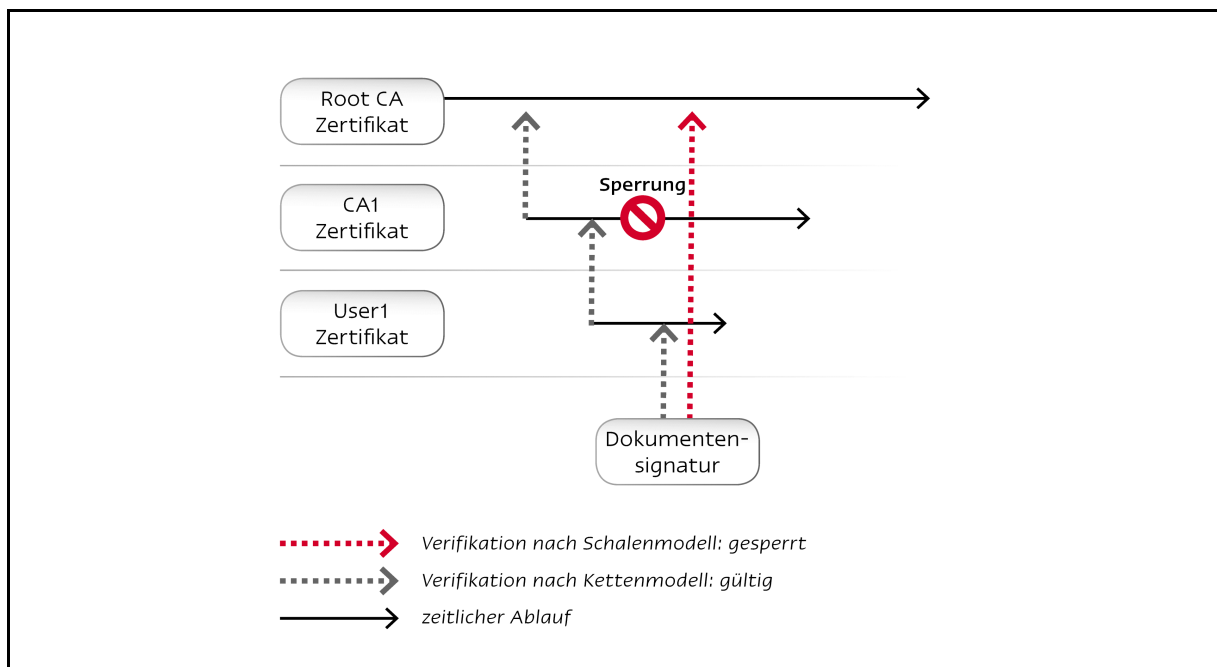 Root CA
Zertifikat
Sperrung
CA1
Zertifikat
User1
Zertifikat
Dokumenten-
signatur
Verifikation nach Schalenmodell: gesperrt
Verifikation nach Kettenmodell: gültig
zeitlicher Ablauf